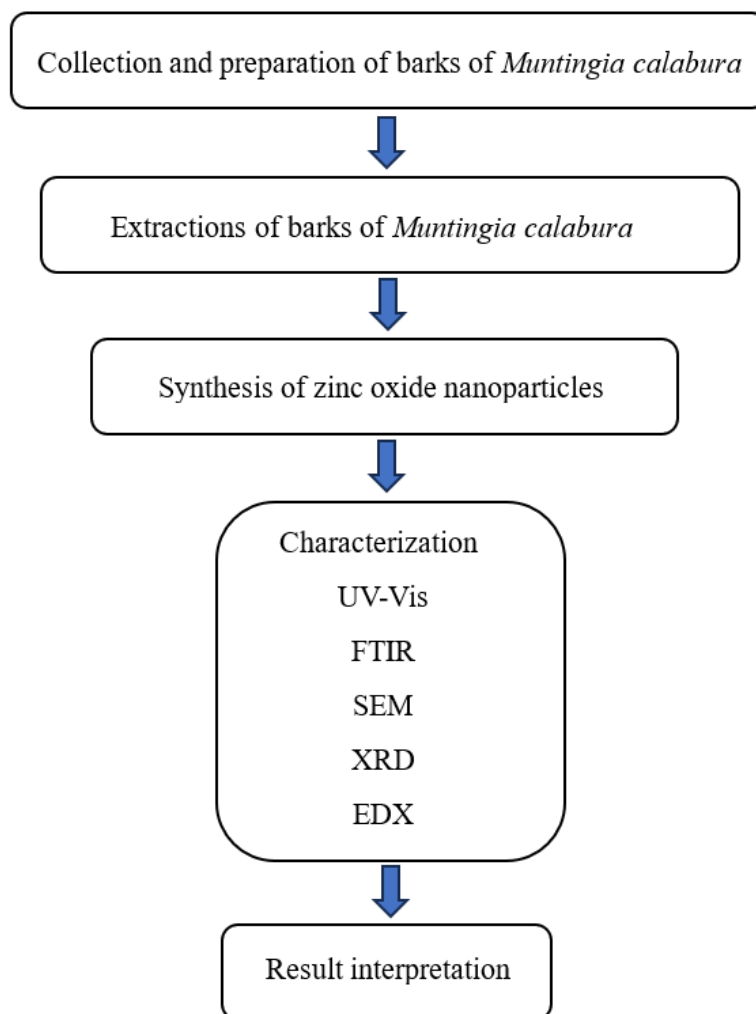 Collection and preparation of barks of Muntingia calabura
Extractions of barks of Muntingia calabura
Synthesis of zinc oxide nanoparticles
Characterization
UV-Vis
FTIR
SEM
XRD
EDX
Result interpretation